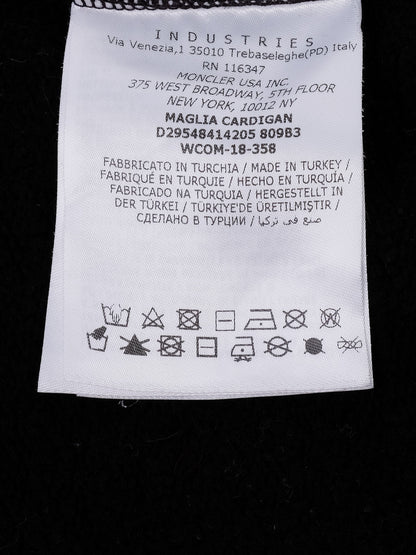 INDUSTRIES
Via Venezia,1 35010 Trebaseleghe(PD) Italy
RN 116347
MONCLER USA INC.
375 WEST BROADWAY, 5TH FLOOR
NEW YORK, 10012 NY
MAGLIA CARDIGAN
D29548414205 809B3
WCOM-18-358
FABBRICATO IN TURCHIA / MADE IN TURKEY /
FABRIQUÉ EN TURQUIE / HECHO EN TURQUÍA /
FABRICADO NA TURQUIA / HERGESTELLT IN
DER TÜRKEI / TÜRKIYE'DE ÜRETILMIŞTIR /
СДЕЛАНО В ТУРЦИИ / صنع في تركيا /